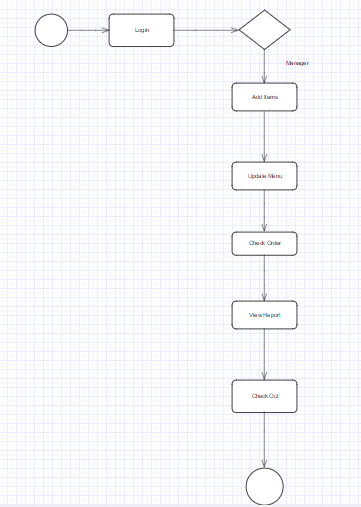 Login
Manager
Add Items
Update Menu
Check Order
View Report
Check Out